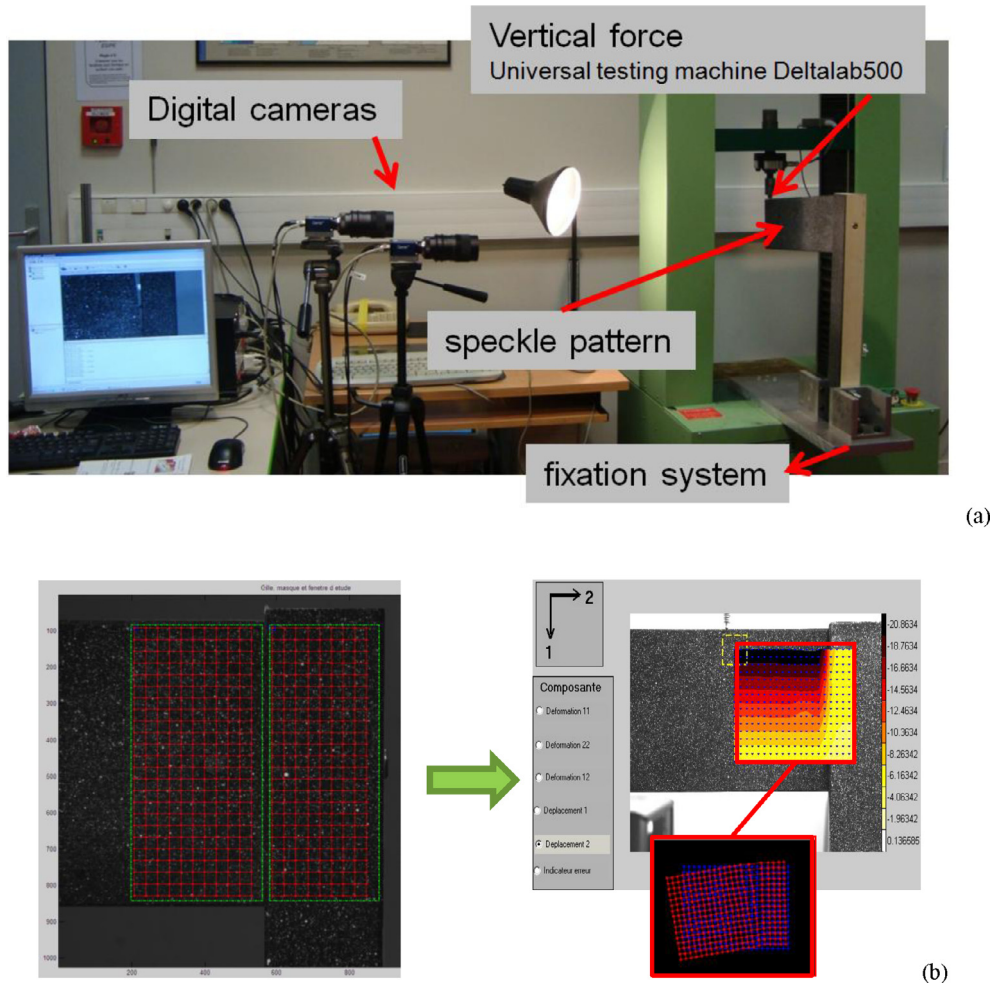 Vertical force
Universal testing machine Deltalab500
Digital cameras
speckle pattern
fixation system
(a)
masque et fenetre d etude
100
200
300
400
500
600
700
800
900
1000
200
400
600
800
2
1
Composante
Deformation 11
Deformation 22
Deformation 12
Deplacement 1
Deplacement 2
Indicateur erreur
-20.8634
-18.7634
-16.6634
-14.5634
-12.4634
-10.3634
-8.26342
-6.16342
-4.06342
-1.96342
0.136585
(b)